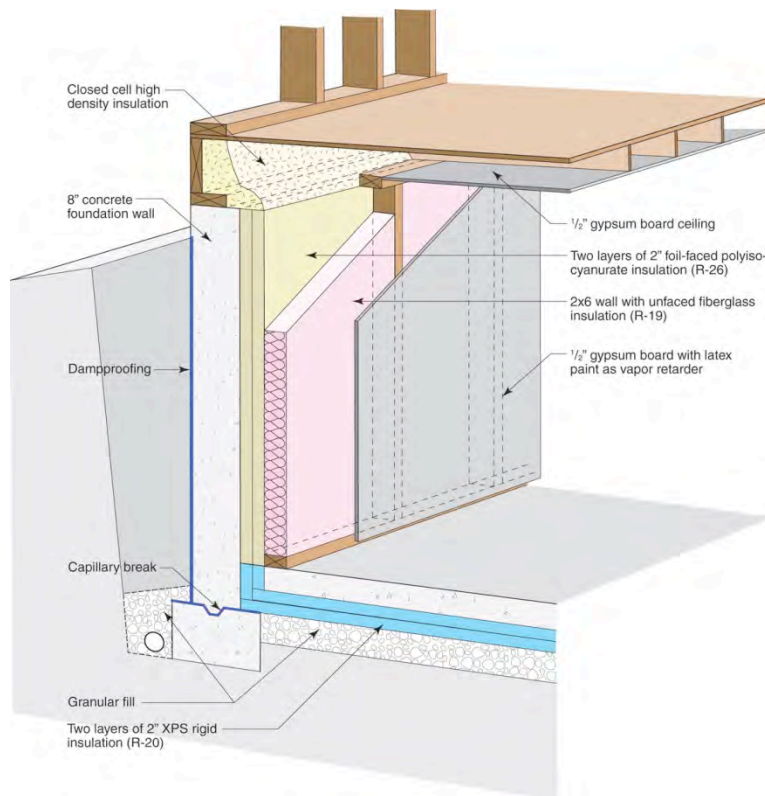 Closed cell high
density insulation
8” concrete
foundation wall
½” gypsum board ceiling
Two layers of 2” foil-faced polyiso-
cyanurate insulation (R-26)
2x6 wall with unfaced fiberglass
insulation (R-19)
½” gypsum board with latex
paint as vapor retarder
Dampproofing
Capillary break
Granular fill
Two layers of 2” XPS rigid
insulation (R-20)